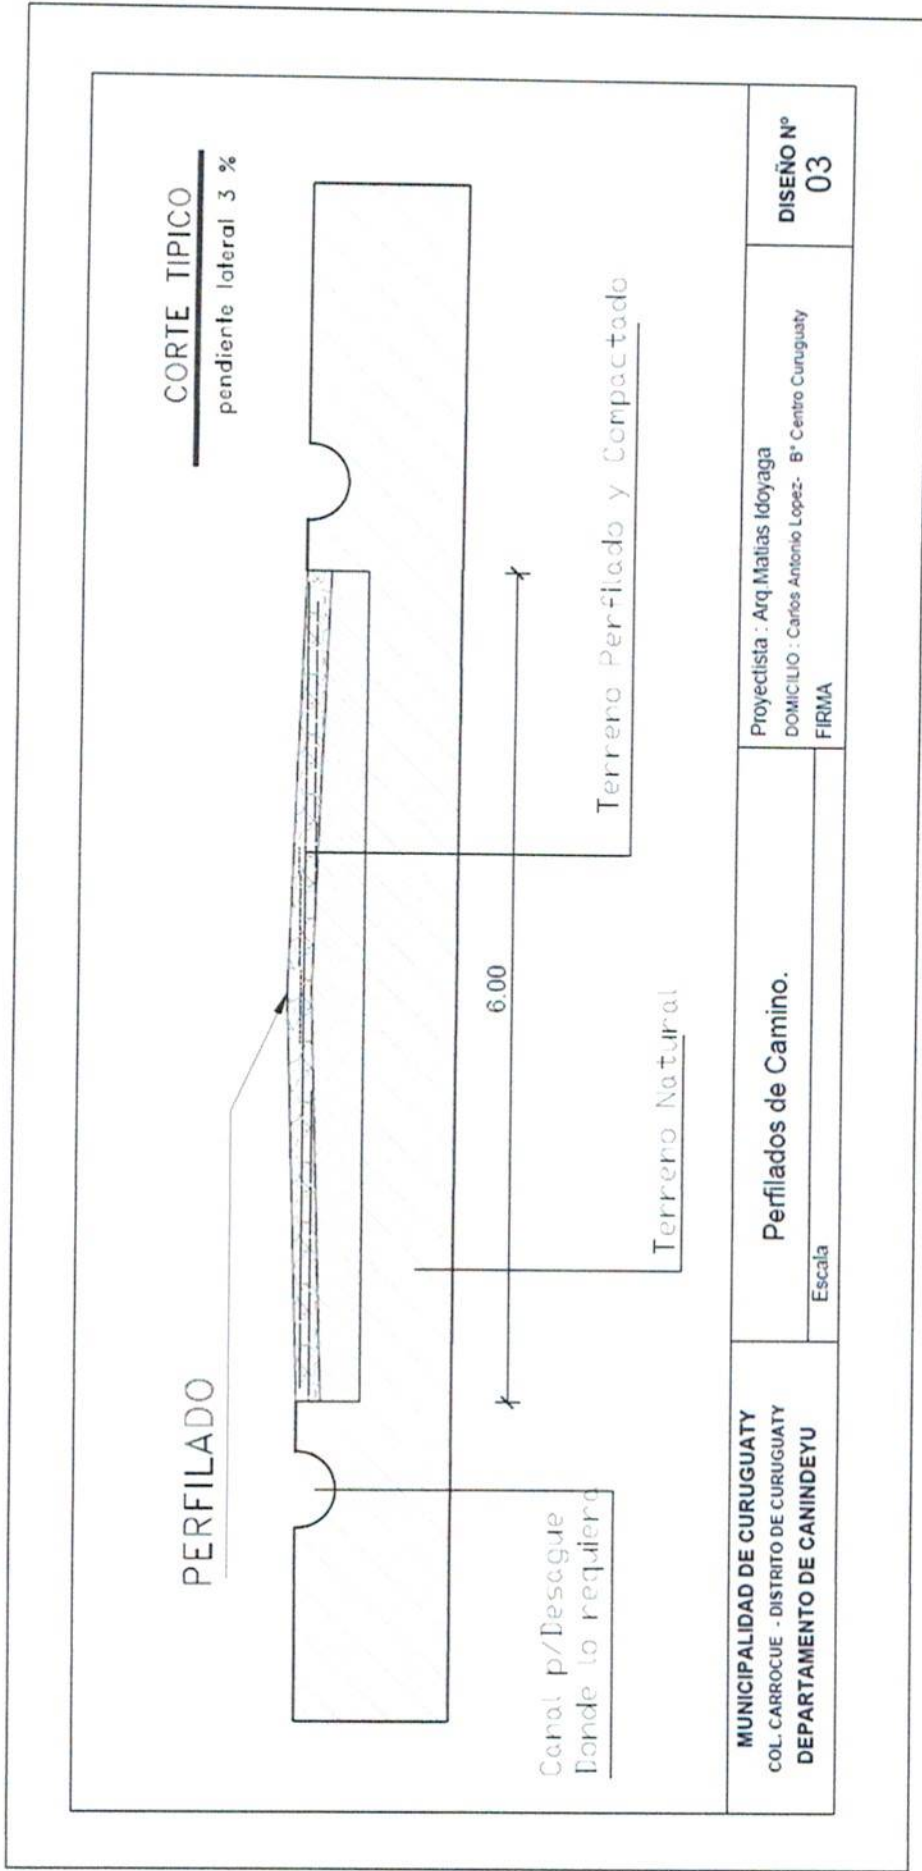 CORTE TIPICO
pendiente lateral 3 %
PERFILADO
6.00
Terreno Perfilado y Compactado
Terreno Natural
Canal p/Desague
Donde lo requiera
MUNICIPALIDAD DE CURUGUATY
COL. CARROCUE - DISTRITO DE CURUGUATY
DEPARTAMENTO DE CANINDEYU
Perfilados de Camino.
Escala
Proyectista : Arq.Matias Idoyaga
DOMICILIO : Carlos Antonio Lopez- B° Centro Curuguaty
FIRMA
DISEÑO Nº
03